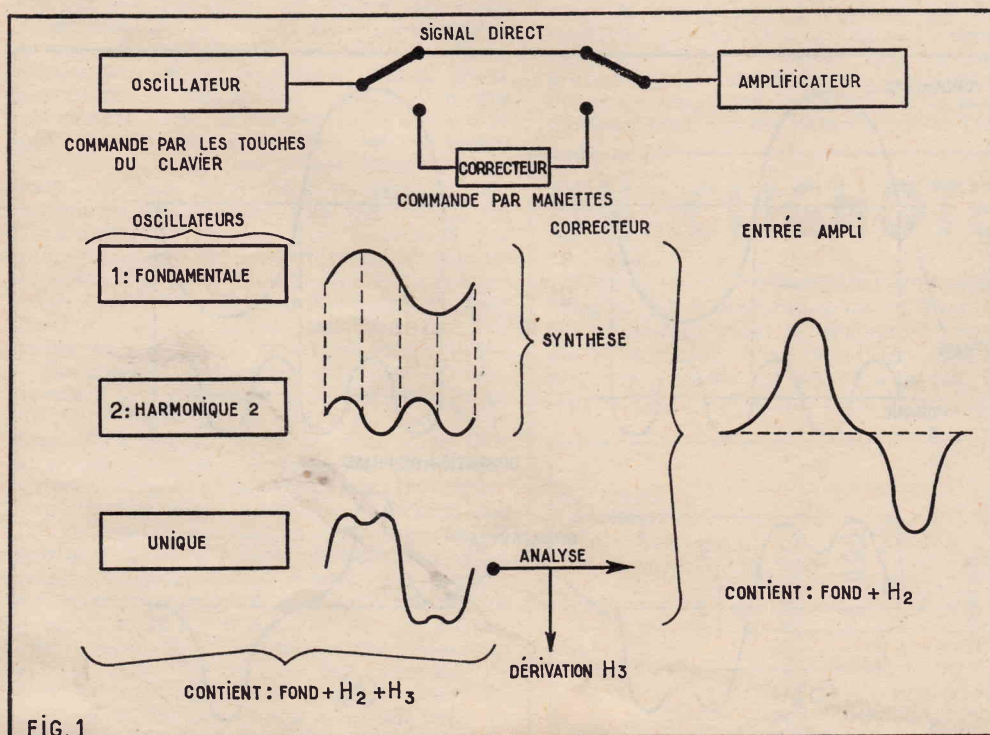 SIGNAL DIRECT
OSCILLATEUR
AMPLIFICATEUR
COMMANDE PAR LES TOUCHES
DU CLAVIER
CORRECTEUR
COMMANDE PAR MANETTES
OSCILLATEURS
CORRECTEUR
ENTRÉE AMPLI
1: FONDAMENTALE
SYNTHÈSE
2: HARMONIQUE 2
UNIQUE
ANALYSE
CONTIENT: FOND + H2
DÉRIVATION H3
CONTIENT: FOND + H2 + H3
FIG. 1